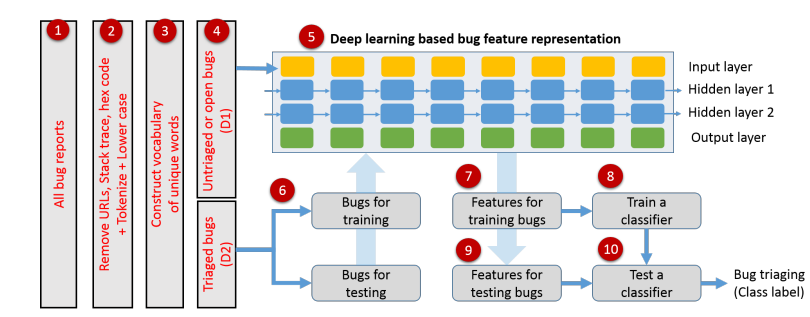 1
All bug reports
2
Remove URLs, Stack trace, hex code
+ Tokenize + Lower case
3
Construct vocabulary
of unique words
4
Untriaged or open bugs
(D1)
Triaged bugs
(D2)
5 Deep learning based bug feature representation
Input layer
Hidden layer 1
Hidden layer 2
Output layer
6
Bugs for
training
Bugs for
testing
7
Features for
training bugs
8
Train a
classifier
9
Features for
testing bugs
10
Test a
classifier
Bug triaging
(Class label)